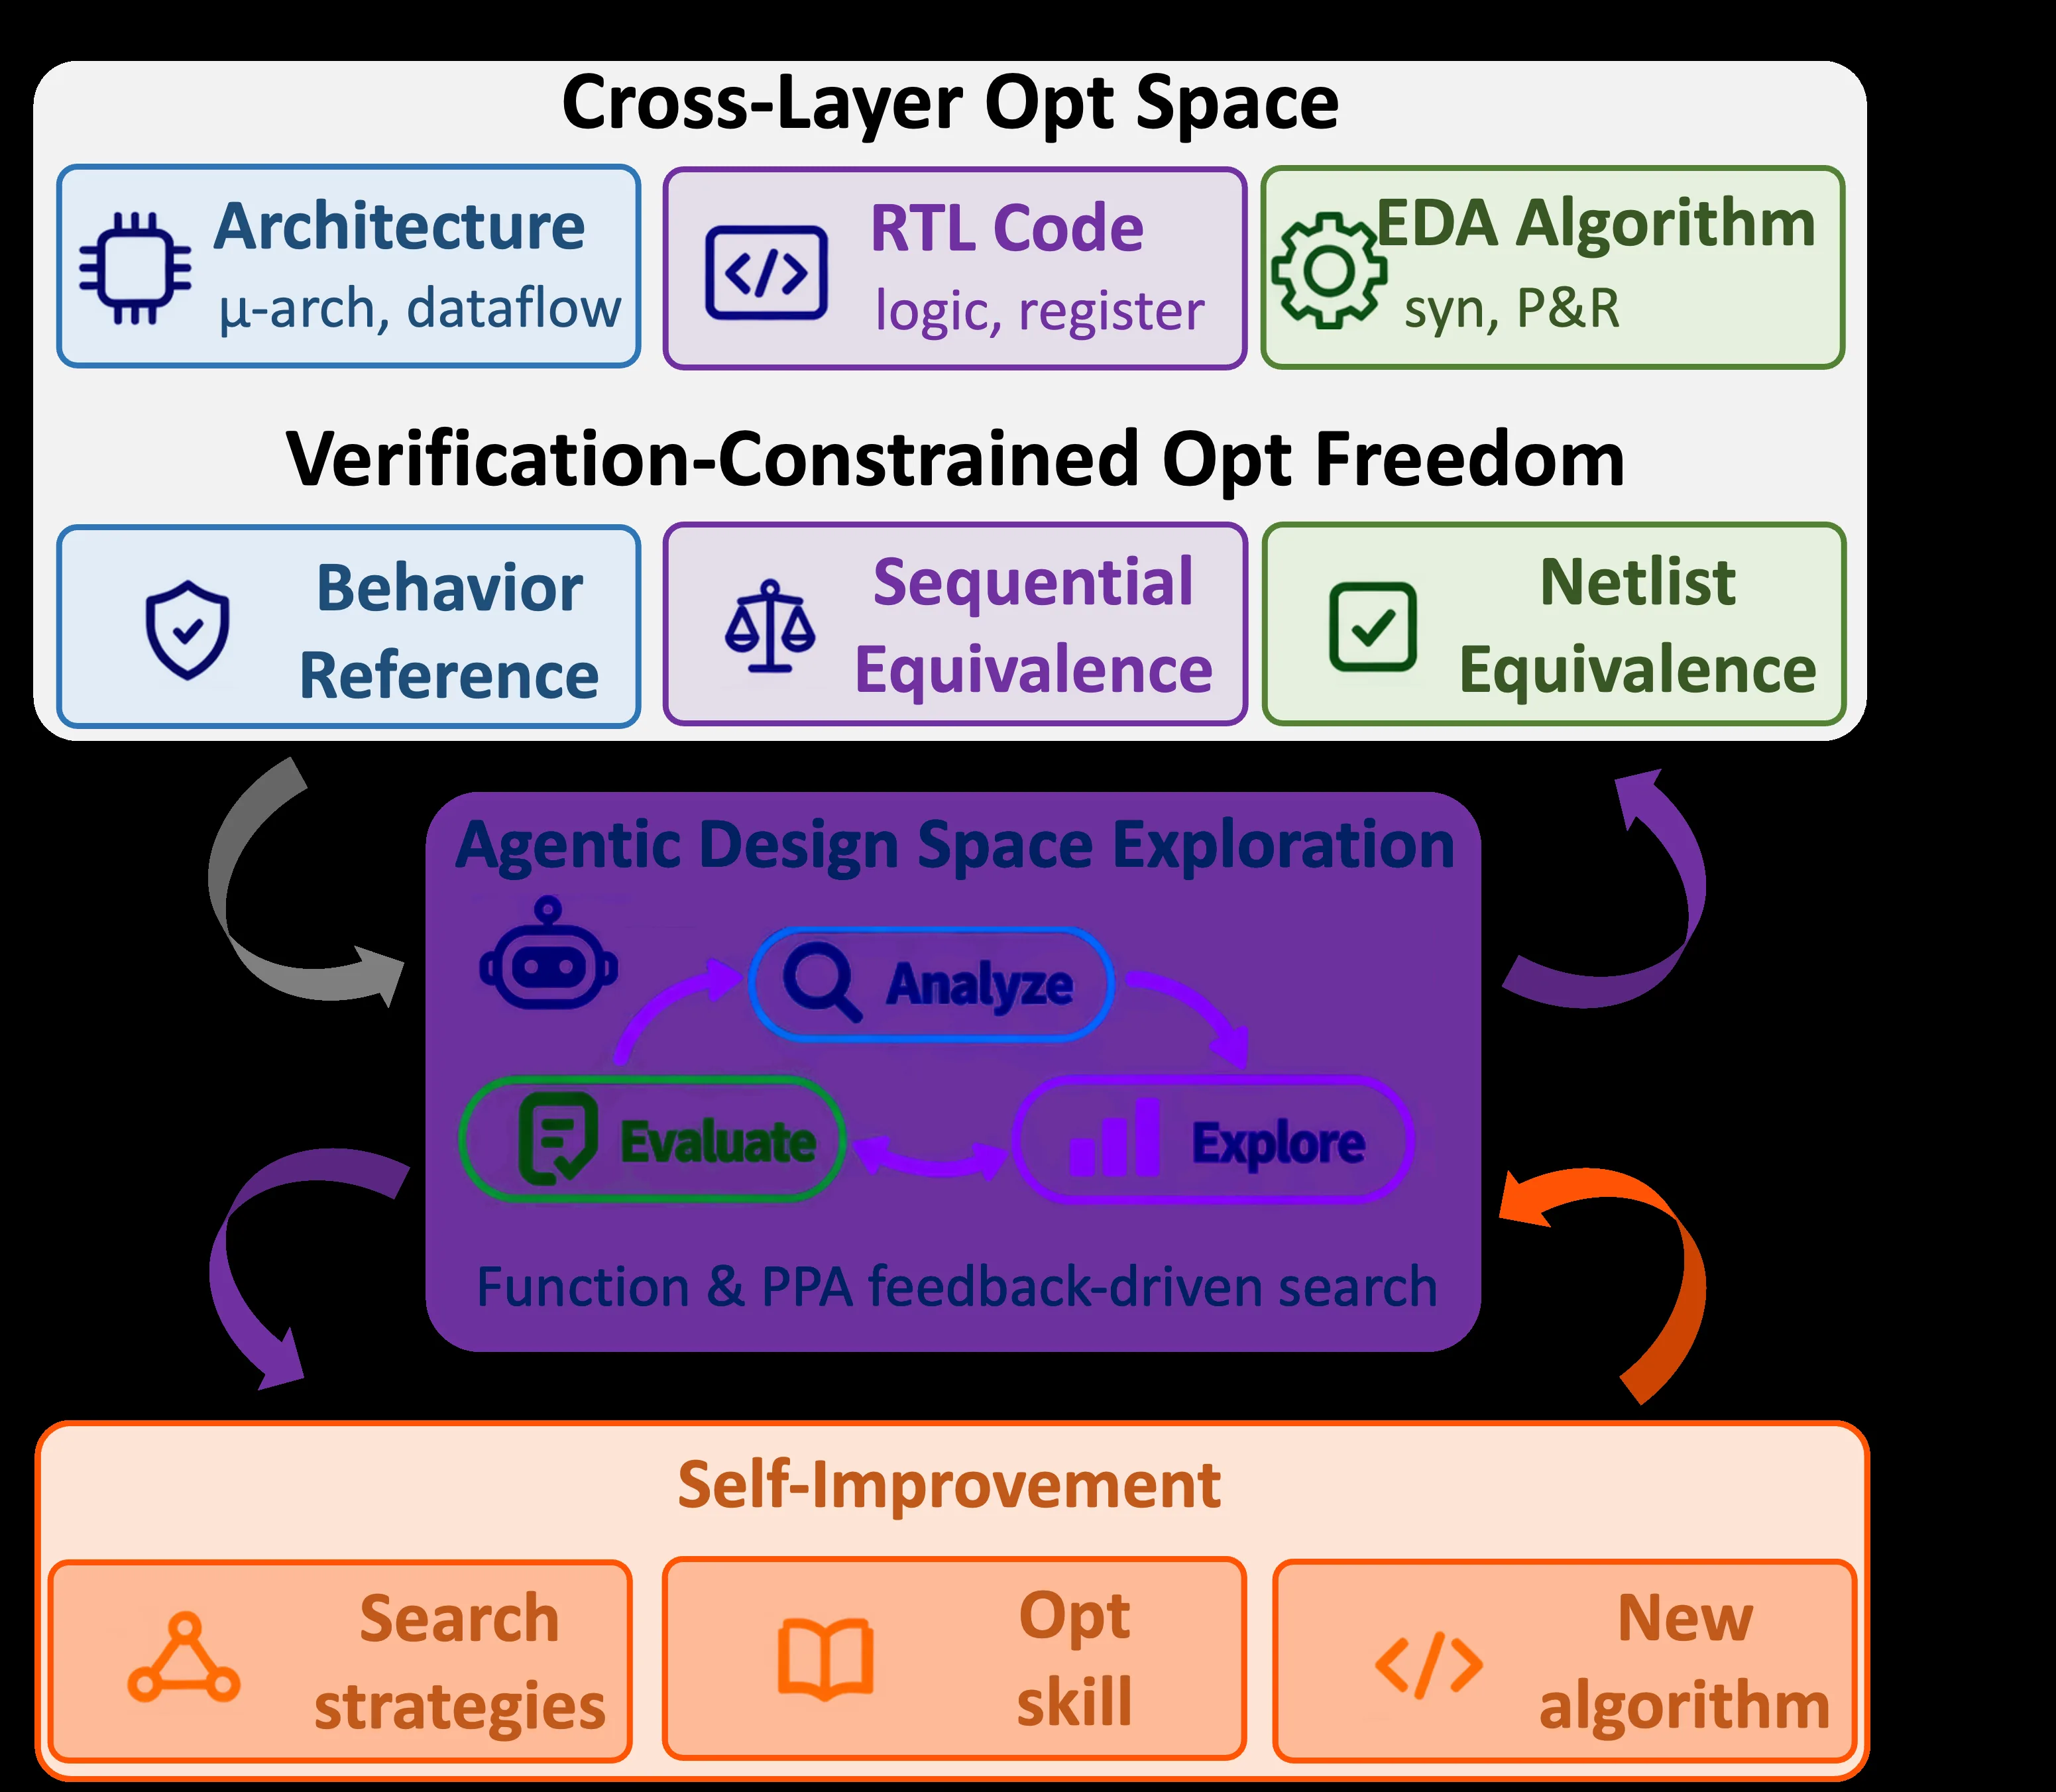 Cross-Layer Opt Space
Architecture
μ-arch, dataflow
RTL Code
logic, register
EDA Algorithm
syn, P&R
Verification-Constrained Opt Freedom
Behavior
Reference
Sequential
Equivalence
Netlist
Equivalence
Agentic Design Space Exploration
Analyze
Evaluate
Explore
Function & PPA feedback-driven search
Self-Improvement
Search
strategies
Opt
skill
New
algorithm